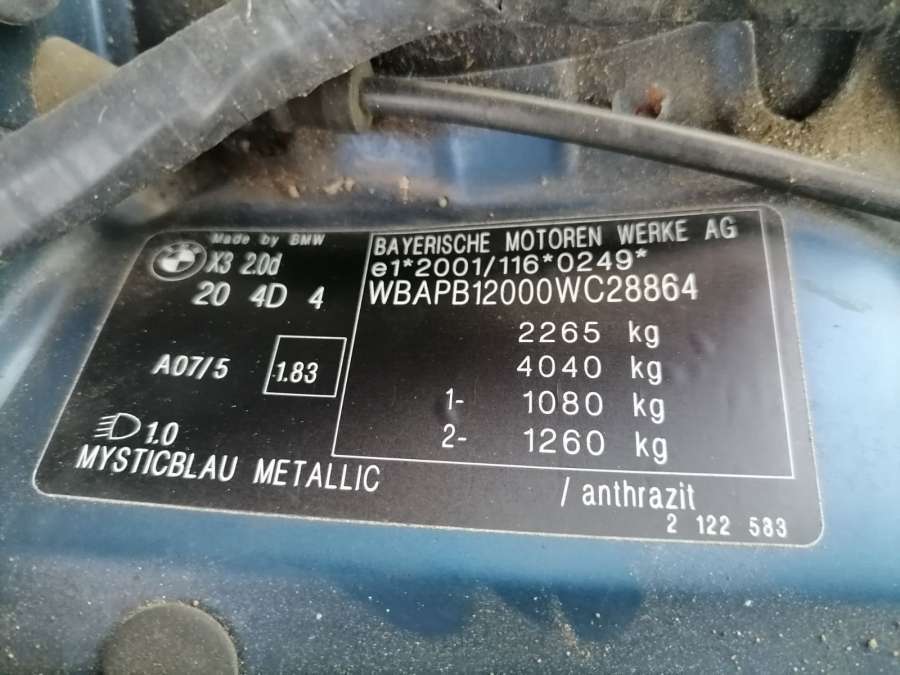 Made by BMW
X3 2.0d
20 4D 4
A07/5 1.83
1.0
MYSTICBLAU METALLIC
BAYERISCHE MOTOREN WERKE AG
e1*2001/116*0249*
WBAPB12000WC28864
2265 kg
4040 kg
1- 1080 kg
2- 1260 kg
/ anthrazit
2 122 583